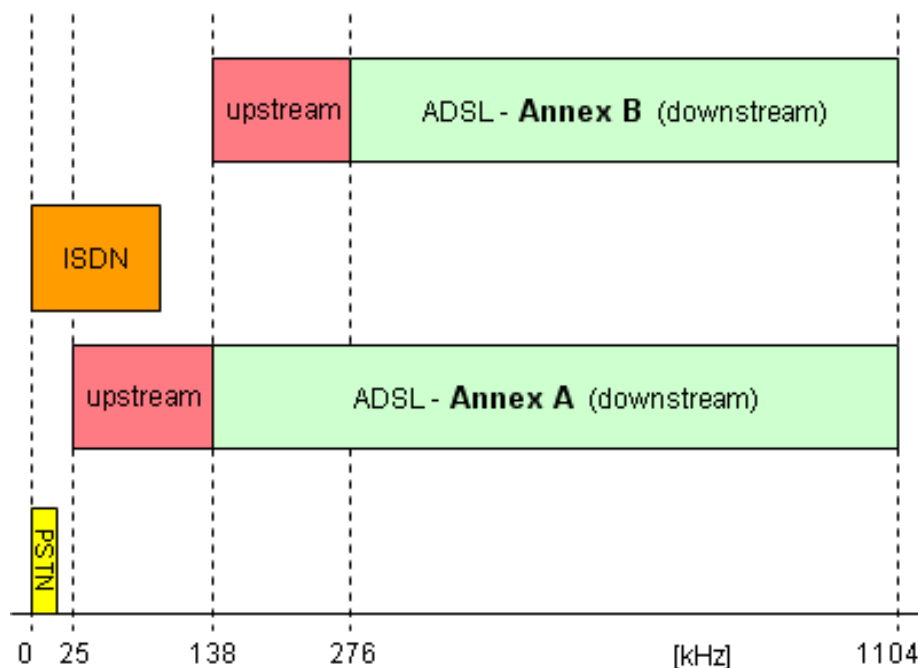 upstream ADSL - Annex B (downstream)
ISDN
upstream ADSL - Annex A (downstream)
PSTN
0 25 138 276 [kHz] 1104